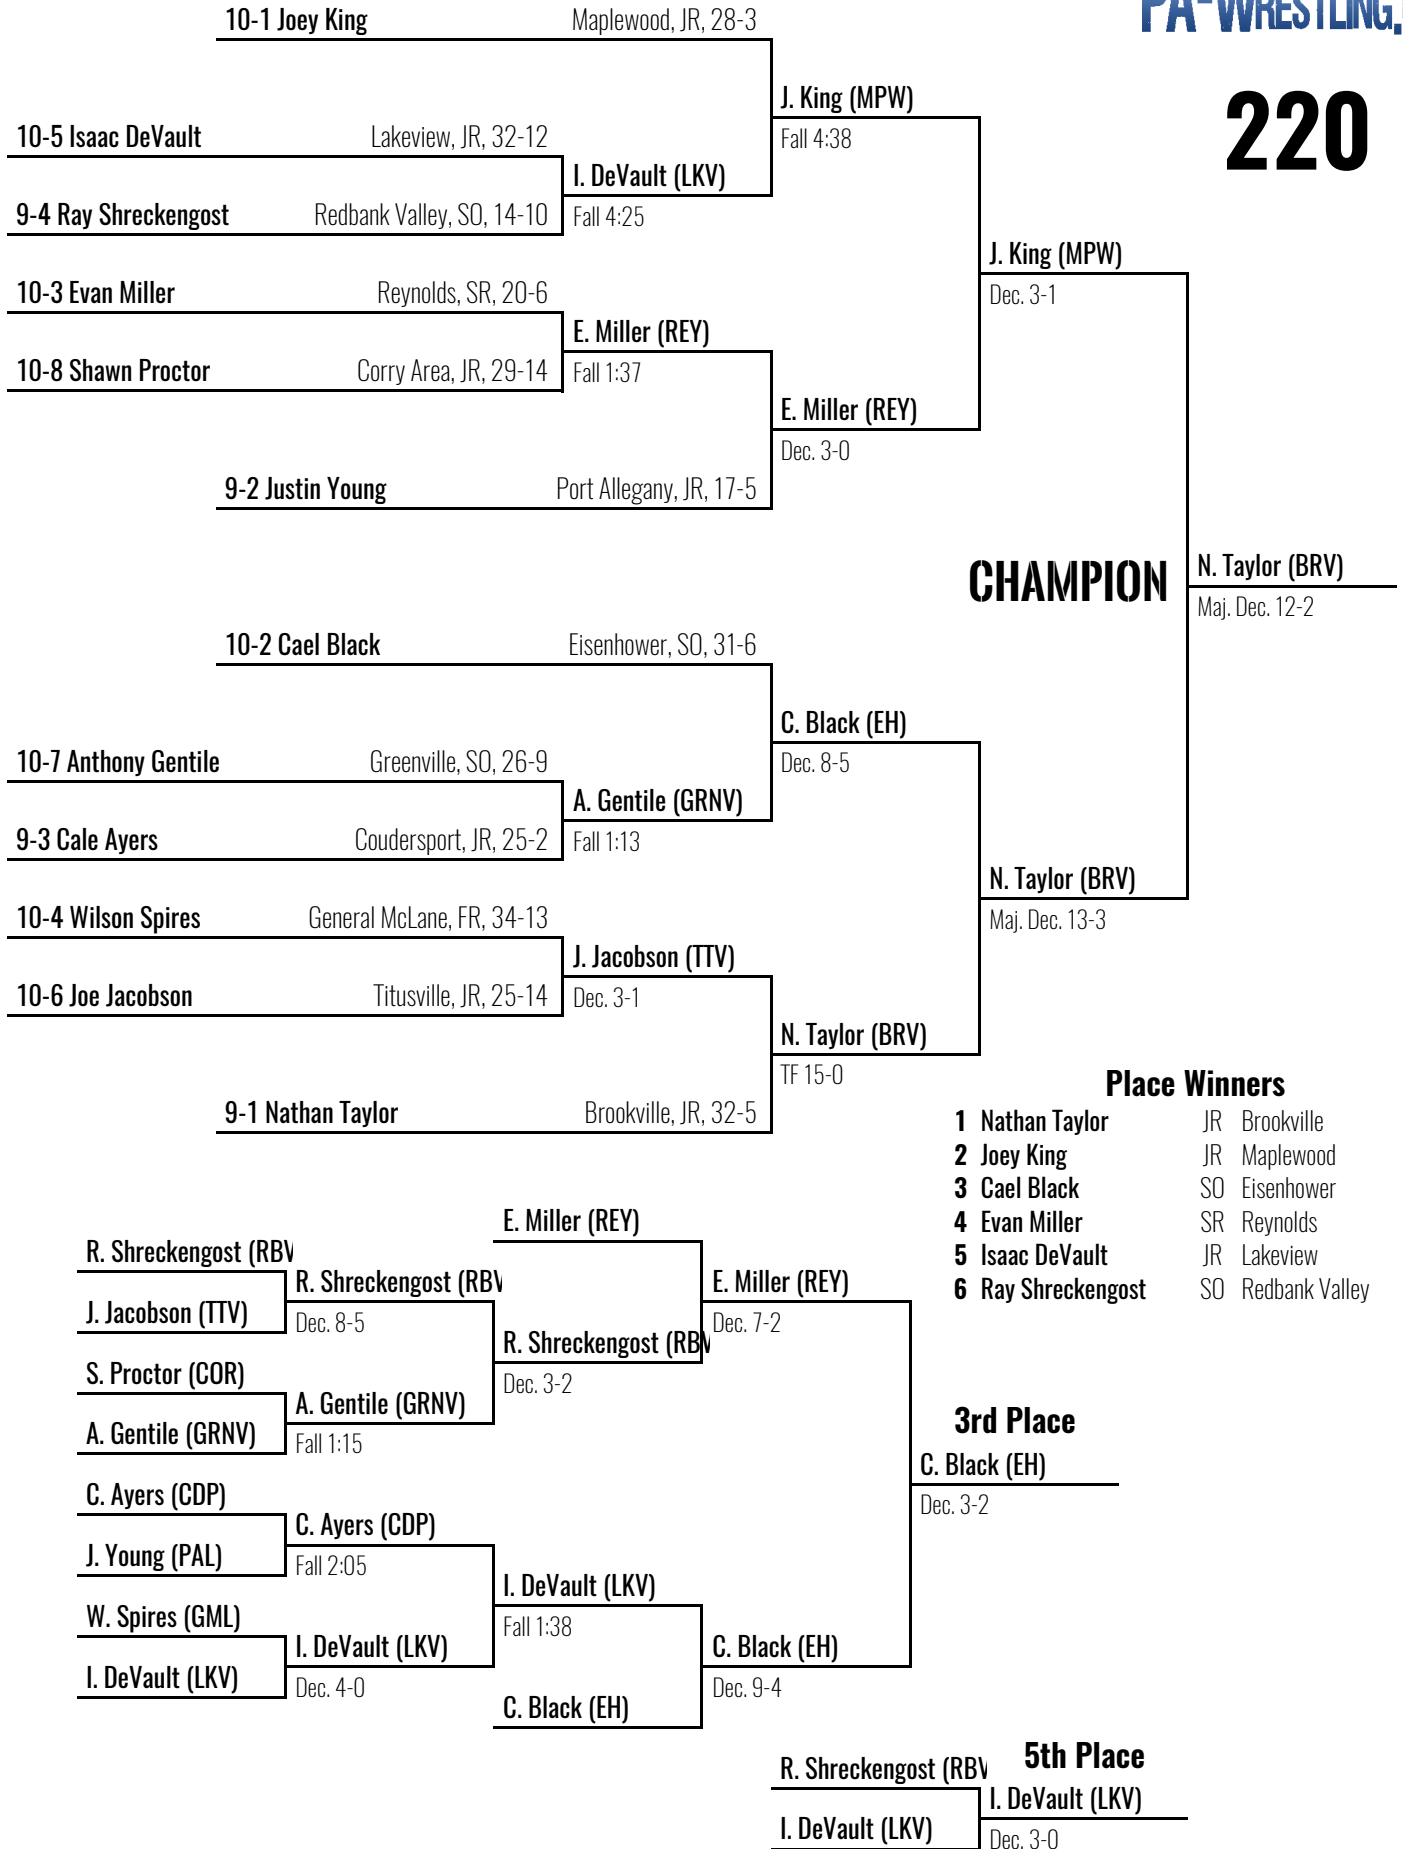 PA-WRESTLING.
220
10-1 Joey King Maplewood, JR, 28-3
J. King (MPW)
Fall 4:38
10-5 Isaac DeVault Lakeview, JR, 32-12
I. DeVault (LKV)
Fall 4:25
9-4 Ray Shreckengost Redbank Valley, SO, 14-10
J. King (MPW)
Dec. 3-1
10-3 Evan Miller Reynolds, SR, 20-6
E. Miller (REY)
Fall 1:37
10-8 Shawn Proctor Corry Area, JR, 29-14
E. Miller (REY)
Dec. 3-0
9-2 Justin Young Port Allegany, JR, 17-5
CHAMPION
N. Taylor (BRV)
Maj. Dec. 12-2
10-2 Cael Black Eisenhower, SO, 31-6
C. Black (EH)
Dec. 8-5
10-7 Anthony Gentile Greenville, SO, 26-9
A. Gentile (GRNV)
Fall 1:13
9-3 Cale Ayers Coudersport, JR, 25-2
N. Taylor (BRV)
Maj. Dec. 13-3
10-4 Wilson Spires General McLane, FR, 34-13
J. Jacobson (TTV)
Dec. 3-1
10-6 Joe Jacobson Titusville, JR, 25-14
N. Taylor (BRV)
TF 15-0
9-1 Nathan Taylor Brookville, JR, 32-5
Place Winners
1 Nathan Taylor JR Brookville
2 Joey King JR Maplewood
3 Cael Black SO Eisenhower
4 Evan Miller SR Reynolds
5 Isaac DeVault JR Lakeview
6 Ray Shreckengost SO Redbank Valley
E. Miller (REY)
R. Shreckengost (RBV
R. Shreckengost (RBV
Dec. 8-5
J. Jacobson (TTV)
E. Miller (REY)
Dec. 7-2
R. Shreckengost (RBV
Dec. 3-2
S. Proctor (COR)
A. Gentile (GRNV)
Fall 1:15
A. Gentile (GRNV)
3rd Place
C. Black (EH)
Dec. 3-2
C. Ayers (CDP)
C. Ayers (CDP)
Fall 2:05
J. Young (PAL)
I. DeVault (LKV)
Fall 1:38
W. Spires (GML)
I. DeVault (LKV)
Dec. 4-0
I. DeVault (LKV)
C. Black (EH)
Dec. 9-4
C. Black (EH)
5th Place
R. Shreckengost (RBV
I. DeVault (LKV)
Dec. 3-0
I. DeVault (LKV)